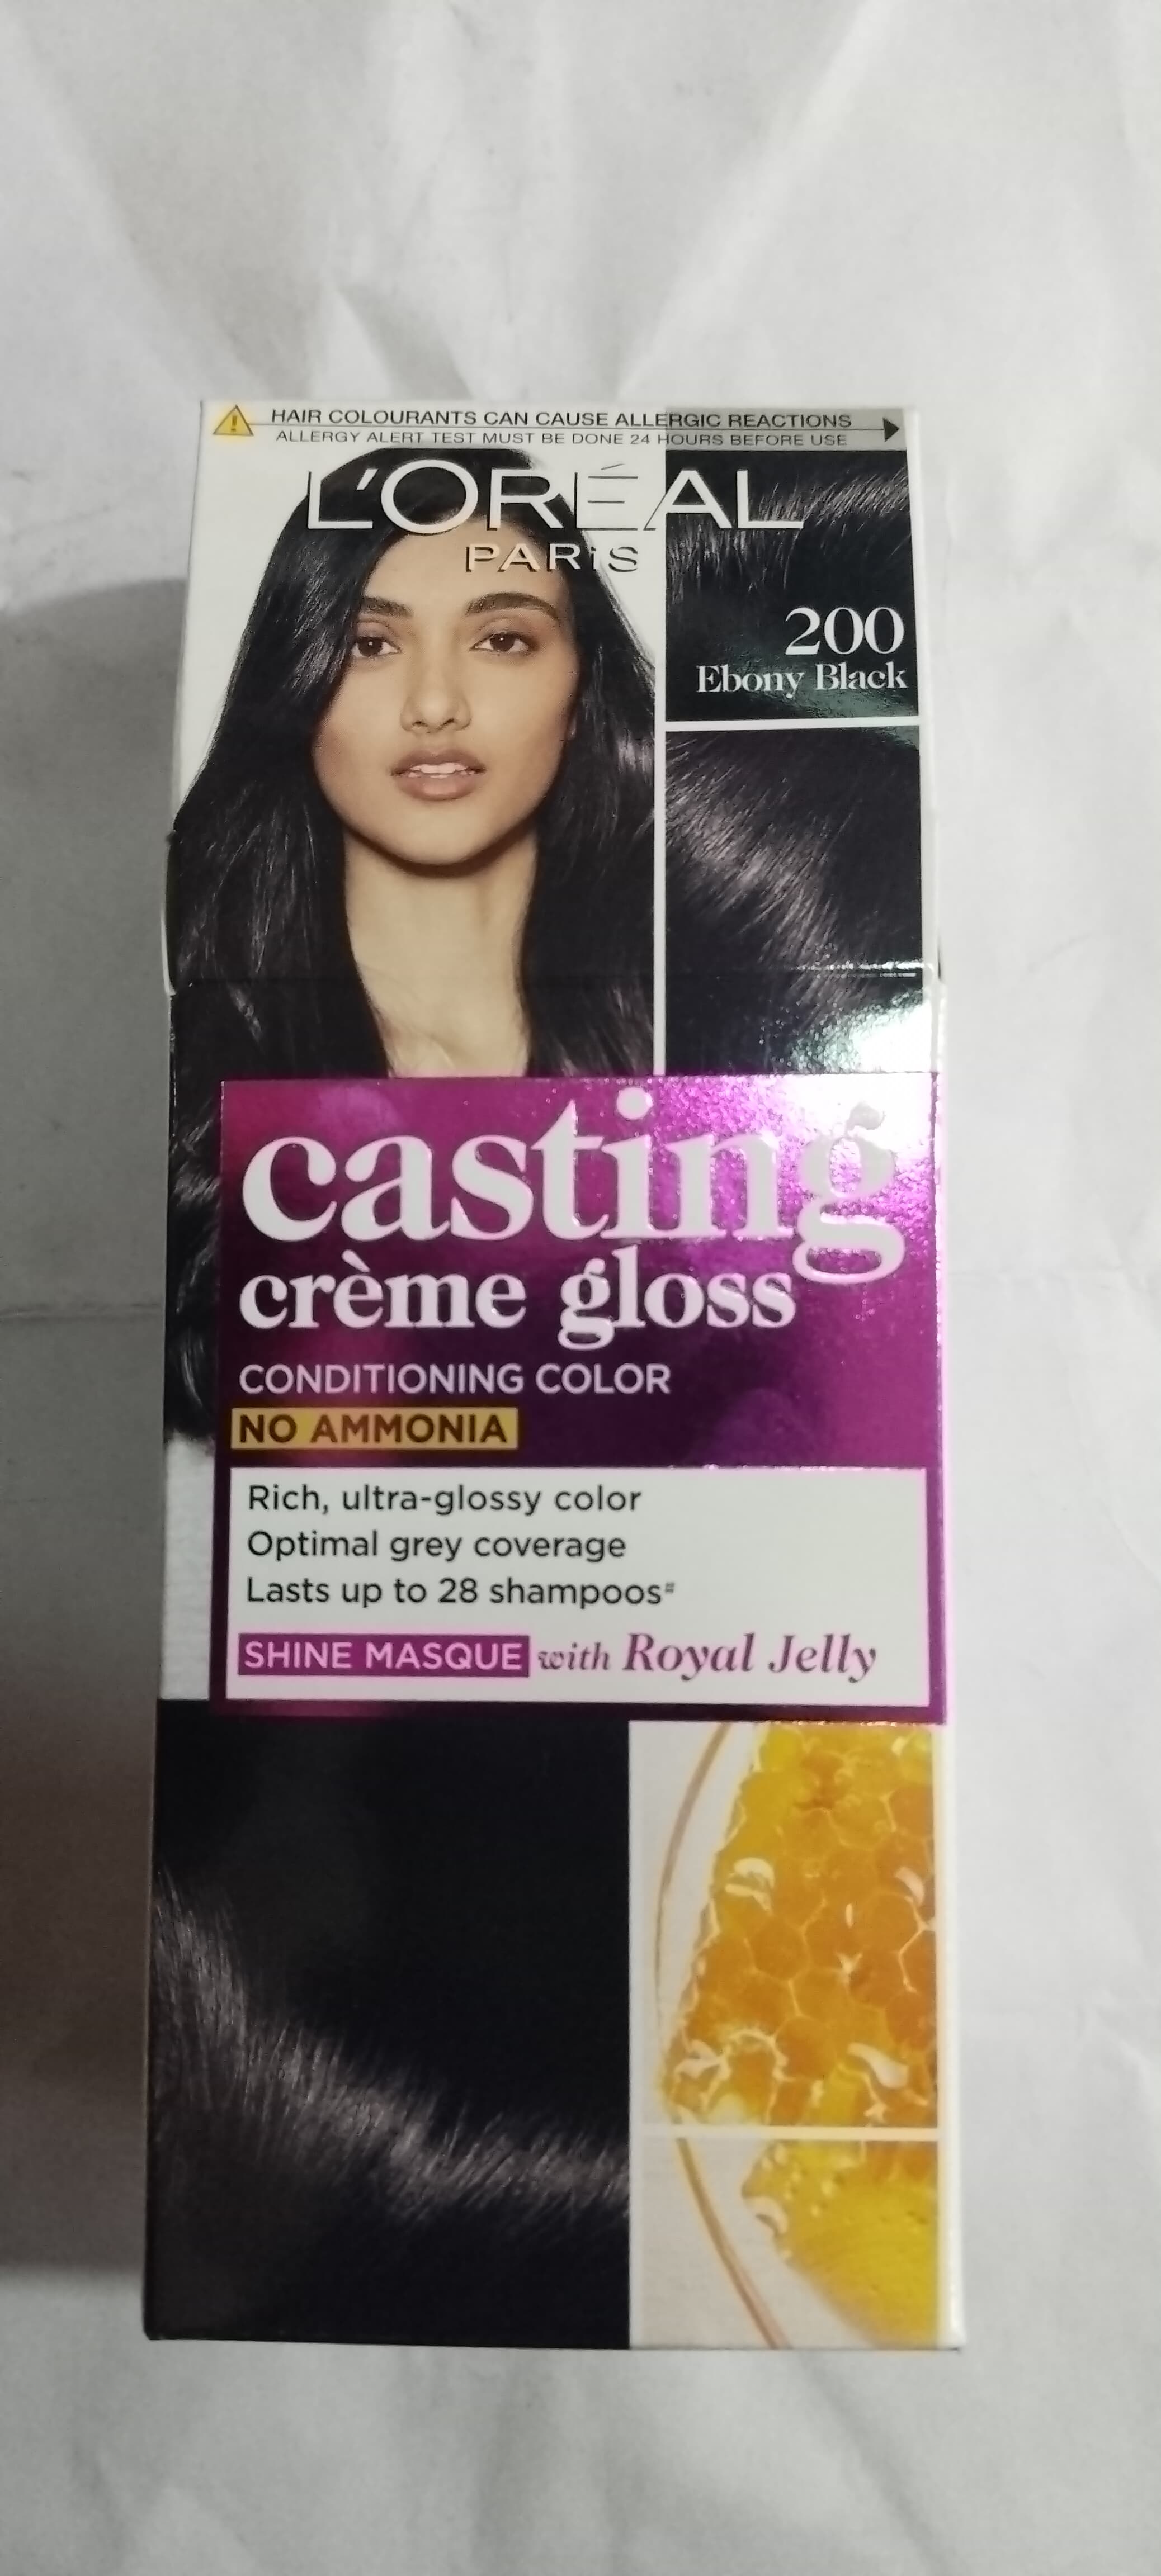 HAIR COLOURANTS CAN CAUSE ALLERGIC REACTIONS
ALLERGY ALERT TEST MUST BE DONE 24 HOURS BEFORE USE
L'ORÉAL
PARiS
200
Ebony Black
casting
crème gloss
CONDITIONING COLOR
NO AMMONIA
Rich, ultra-glossy color
Optimal grey coverage
Lasts up to 28 shampoos#
SHINE MASQUE with Royal Jelly